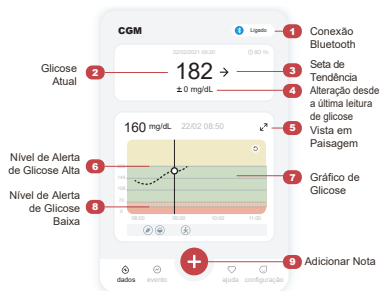 CGM
Ligado
1 Conexão
Bluetooth
22/02/2021 09:20
Glicose
Atual
2
182
3 Seta de
Tendência
± 0 mg/dL
4 Alteração desde
a última leitura
de glicose
160 mg/dL 22/02 08:50
5 Vista em
Paisagem
Nível de Alerta
de Glicose Alta
6
7 Gráfico de
Glicose
Nível de Alerta
de Glicose
Baixa
8
0
08:00 09:00 10:00 11:00
9 Adicionar Nota
dados evento ajuda configuração